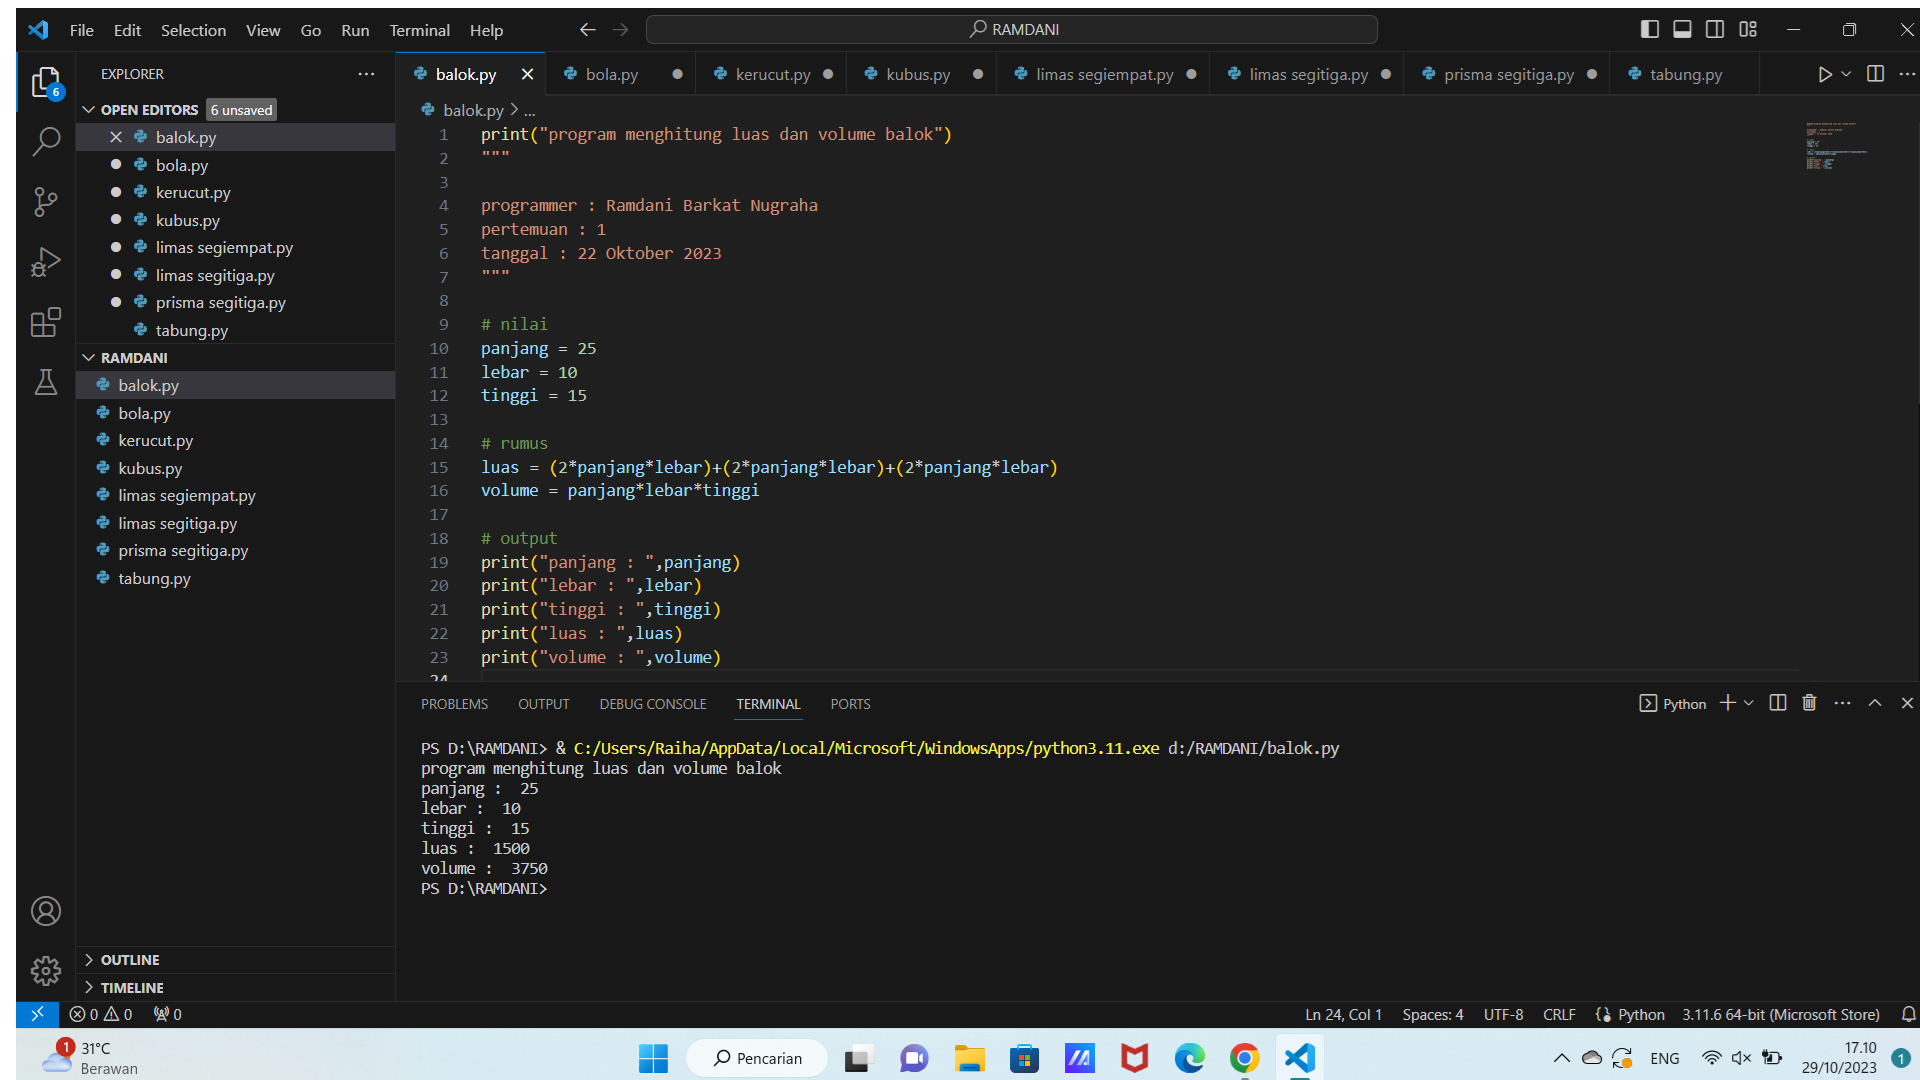 File Edit Selection View Go Run Terminal Help
RAMDANI
EXPLORER
OPEN EDITORS 6 unsaved
balok.py
bola.py
kerucut.py
kubus.py
limas segiempat.py
limas segitiga.py
prisma segitiga.py
tabung.py
RAMDANI
balok.py
bola.py
kerucut.py
kubus.py
limas segiempat.py
limas segitiga.py
prisma segitiga.py
tabung.py
OUTLINE
TIMELINE
6
balok.py bola.py kerucut.py kubus.py limas segiempat.py limas segitiga.py prisma segitiga.py tabung.py
balok.py > ...
1 print("program menghitung luas dan volume balok")
2 """
3
4 programmer : Ramdani Barkat Nugraha
5 pertemuan : 1
6 tanggal : 22 Oktober 2023
7 """
8
9 # nilai
10 panjang = 25
11 lebar = 10
12 tinggi = 15
13
14 # rumus
15 luas = (2*panjang*lebar)+(2*panjang*lebar)+(2*panjang*lebar)
16 volume = panjang*lebar*tinggi
17
18 # output
19 print("panjang : ",panjang)
20 print("lebar : ",lebar)
21 print("tinggi : ",tinggi)
22 print("luas : ",luas)
23 print("volume : ",volume)
24
PROBLEMS OUTPUT DEBUG CONSOLE TERMINAL PORTS
Python
PS D:\RAMDANI> & C:/Users/Raiha/AppData/Local/Microsoft/WindowsApps/python3.11.exe d:/RAMDANI/balok.py
program menghitung luas dan volume balok
panjang :  25
lebar :  10
tinggi :  15
luas :  1500
volume :  3750
PS D:\RAMDANI>
0 0 0
Ln 24, Col 1 Spaces: 4 UTF-8 CRLF Python 3.11.6 64-bit (Microsoft Store)
1
31°C
Berawan
Pencarian
ENG
17.10
29/10/2023
1